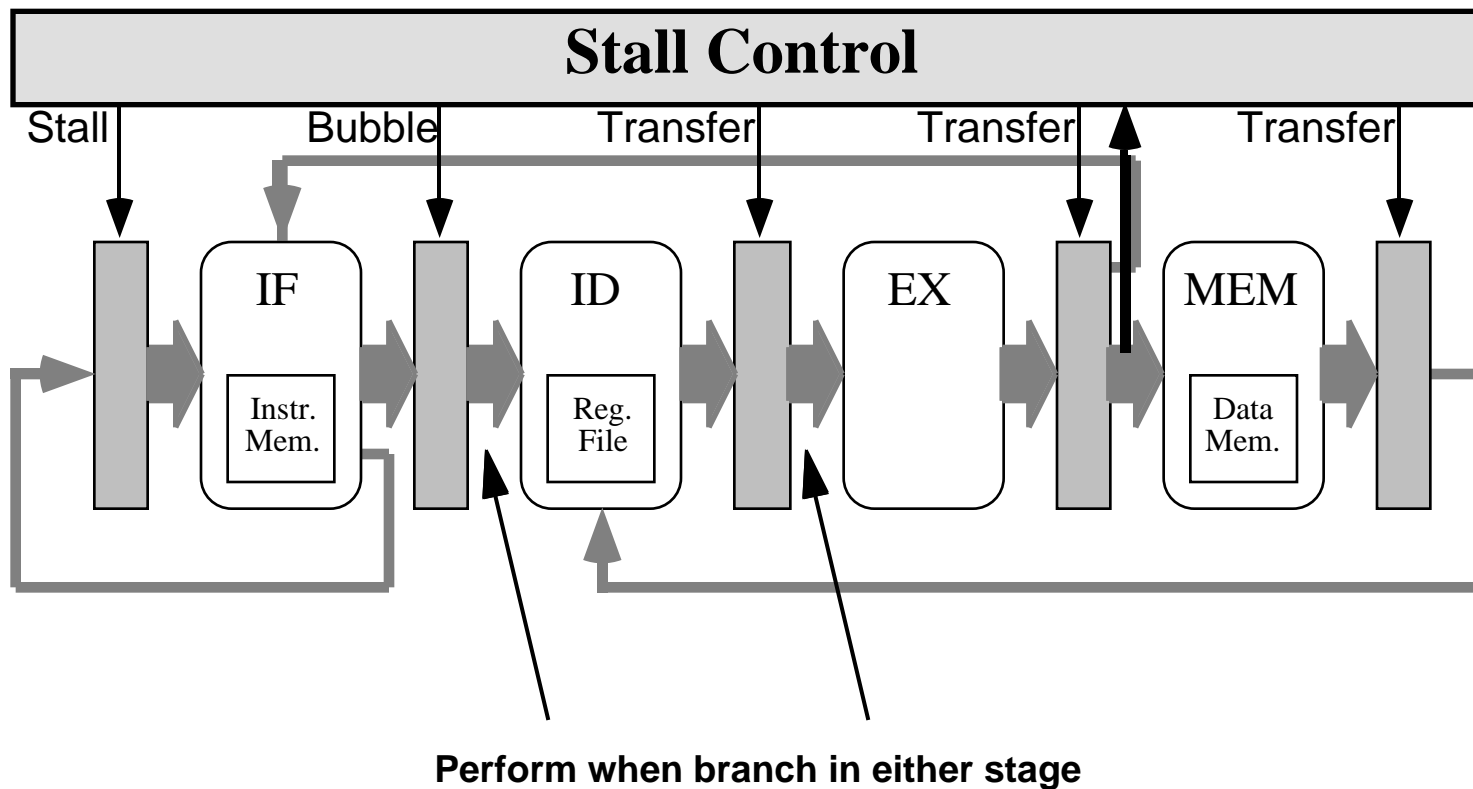 Stall Control
Stall Bubble Transfer Transfer Transfer
IF ID EX MEM
Instr. Reg. Data
Mem. File Mem.
Perform when branch in either stage